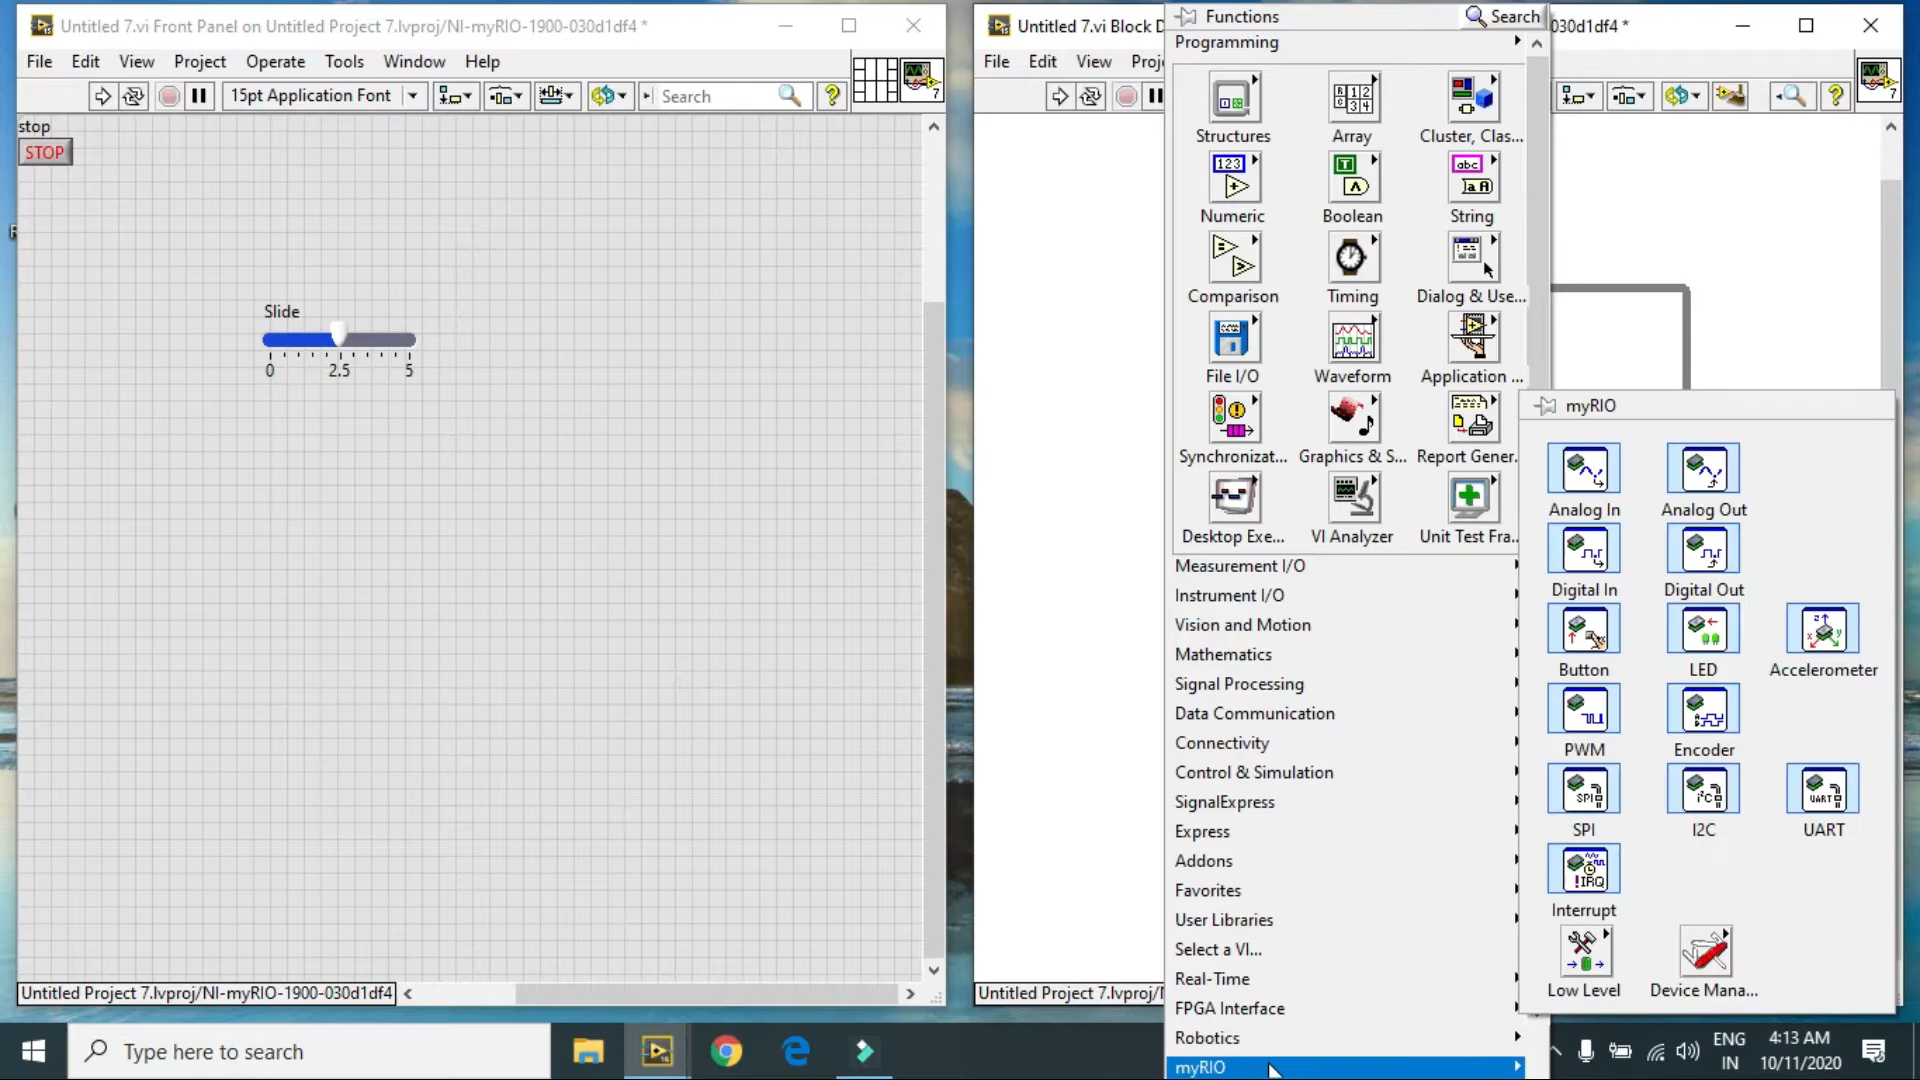 Untitled 7.vi Front Panel on Untitled Project 7.lvproj/NI-myRIO-1900-030d1df4 *
File Edit View Project Operate Tools Window Help
15pt Application Font
Search
7
stop
STOP
Slide
0 2.5 5
Untitled Project 7.lvproj/NI-myRIO-1900-030d1df4
Untitled 7.vi Block D
030d1df4 *
File Edit View Proj
7
Untitled Project 7.lvproj/
Functions
Search
Programming
Structures Array Cluster, Clas...
Numeric Boolean String
Comparison Timing Dialog & Use...
File I/O Waveform Application ...
Synchronizat... Graphics & S... Report Gener.
Desktop Exe... VI Analyzer Unit Test Fra..
Measurement I/O
Instrument I/O
Vision and Motion
Mathematics
Signal Processing
Data Communication
Connectivity
Control & Simulation
SignalExpress
Express
Addons
Favorites
User Libraries
Select a VI...
Real-Time
FPGA Interface
Robotics
myRIO
myRIO
Analog In Analog Out
Digital In Digital Out
Button LED Accelerometer
PWM Encoder
SPI I2C UART
Interrupt
Low Level Device Mana...
Type here to search
ENG
IN
4:13 AM
10/11/2020